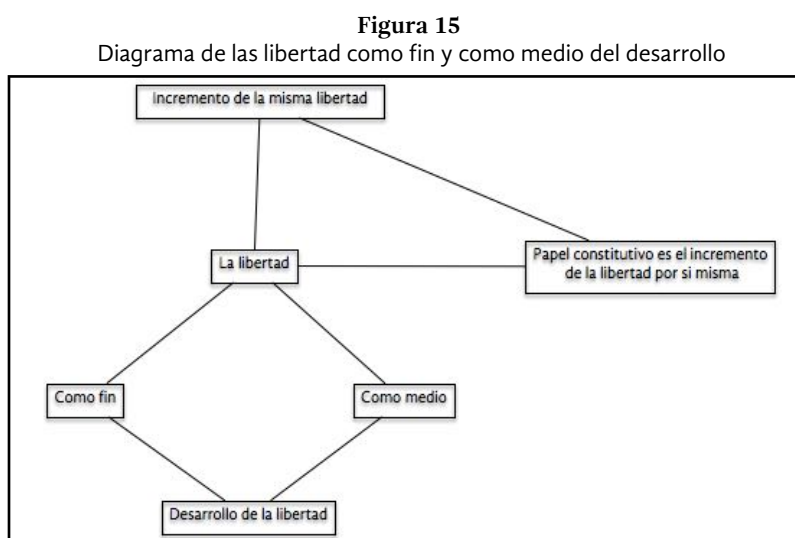 Figura 15
Diagrama de las libertad como fin y como medio del desarrollo
Incremento de la misma libertad
La libertad
Papel constitutivo es el incremento
de la libertad por si misma
Como fin
Como medio
Desarrollo de la libertad